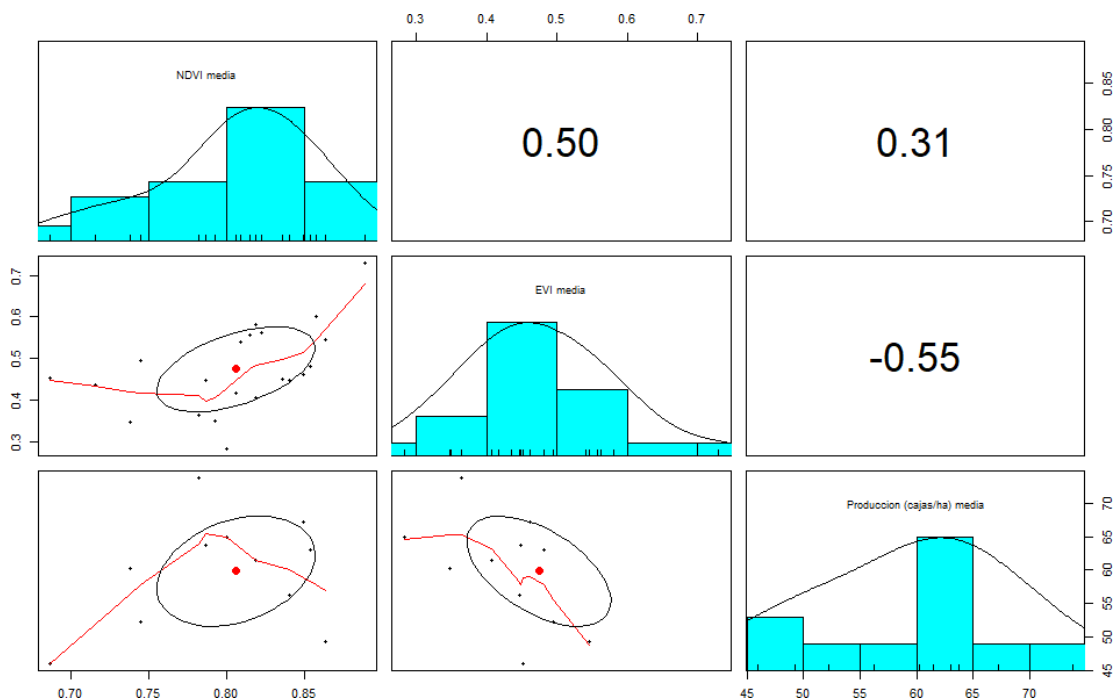 0.3 0.4 0.5 0.6 0.7
NDVI media
0.50
0.31
0.70 0.75 0.80 0.85
0.3 0.4 0.5 0.6 0.7
EVI media
-0.55
Produccion (cajas/ha) media
45 50 55 60 65 70 75
0.70 0.75 0.80 0.85
45 50 55 60 65 70